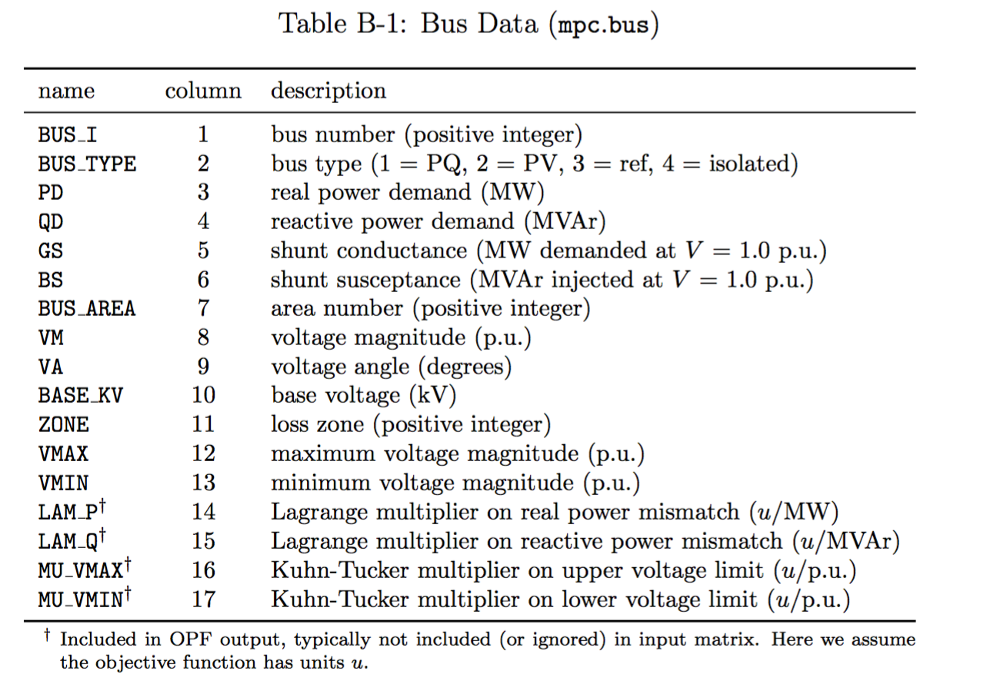 Table B-1: Bus Data (mpc.bus)
name column description
BUS_I 1 bus number (positive integer)
BUS_TYPE 2 bus type (1 = PQ, 2 = PV, 3 = ref, 4 = isolated)
PD 3 real power demand (MW)
QD 4 reactive power demand (MVAr)
GS 5 shunt conductance (MW demanded at V = 1.0 p.u.)
BS 6 shunt susceptance (MVAr injected at V = 1.0 p.u.)
BUS_AREA 7 area number (positive integer)
VM 8 voltage magnitude (p.u.)
VA 9 voltage angle (degrees)
BASE_KV 10 base voltage (kV)
ZONE 11 loss zone (positive integer)
VMAX 12 maximum voltage magnitude (p.u.)
VMIN 13 minimum voltage magnitude (p.u.)
LAM_P† 14 Lagrange multiplier on real power mismatch (u/MW)
LAM_Q† 15 Lagrange multiplier on reactive power mismatch (u/MVAr)
MU_VMAX† 16 Kuhn-Tucker multiplier on upper voltage limit (u/p.u.)
MU_VMIN† 17 Kuhn-Tucker multiplier on lower voltage limit (u/p.u.)
† Included in OPF output, typically not included (or ignored) in input matrix. Here we assume
the objective function has units u.